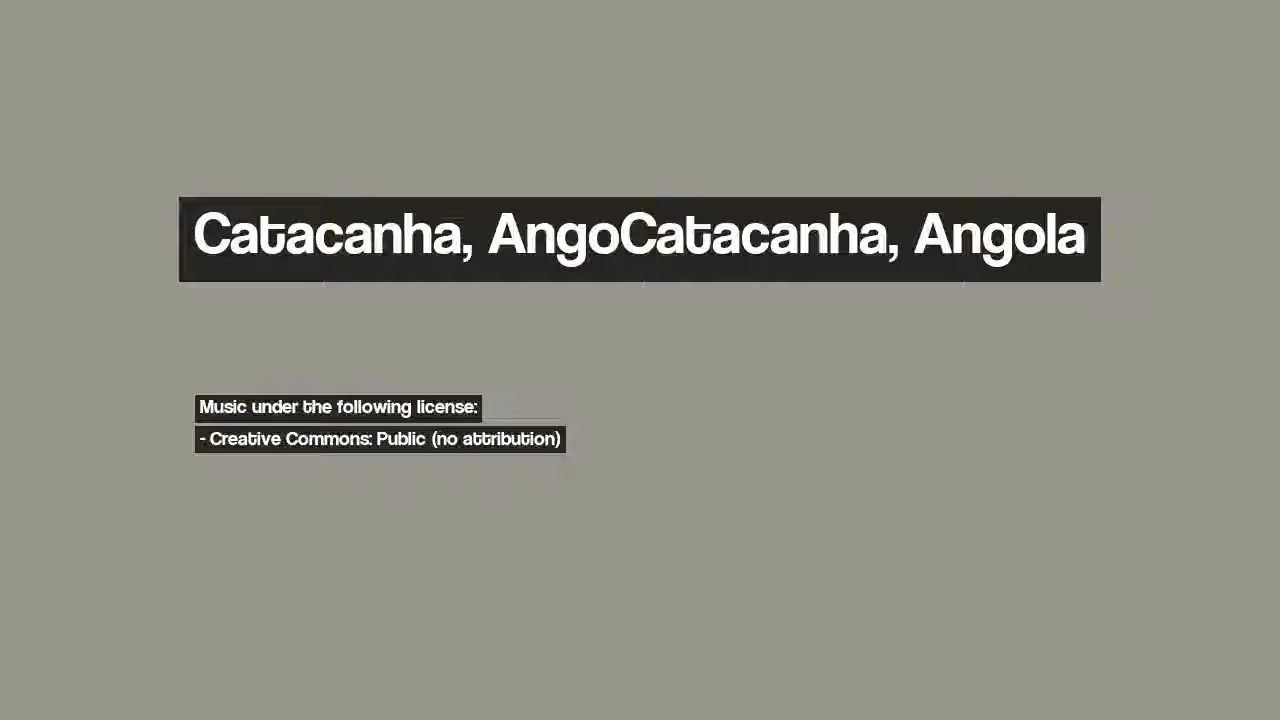 Catacanha, AngoCatacanha, Angola
Music under the following license:
- Creative Commons: Public (no attribution)